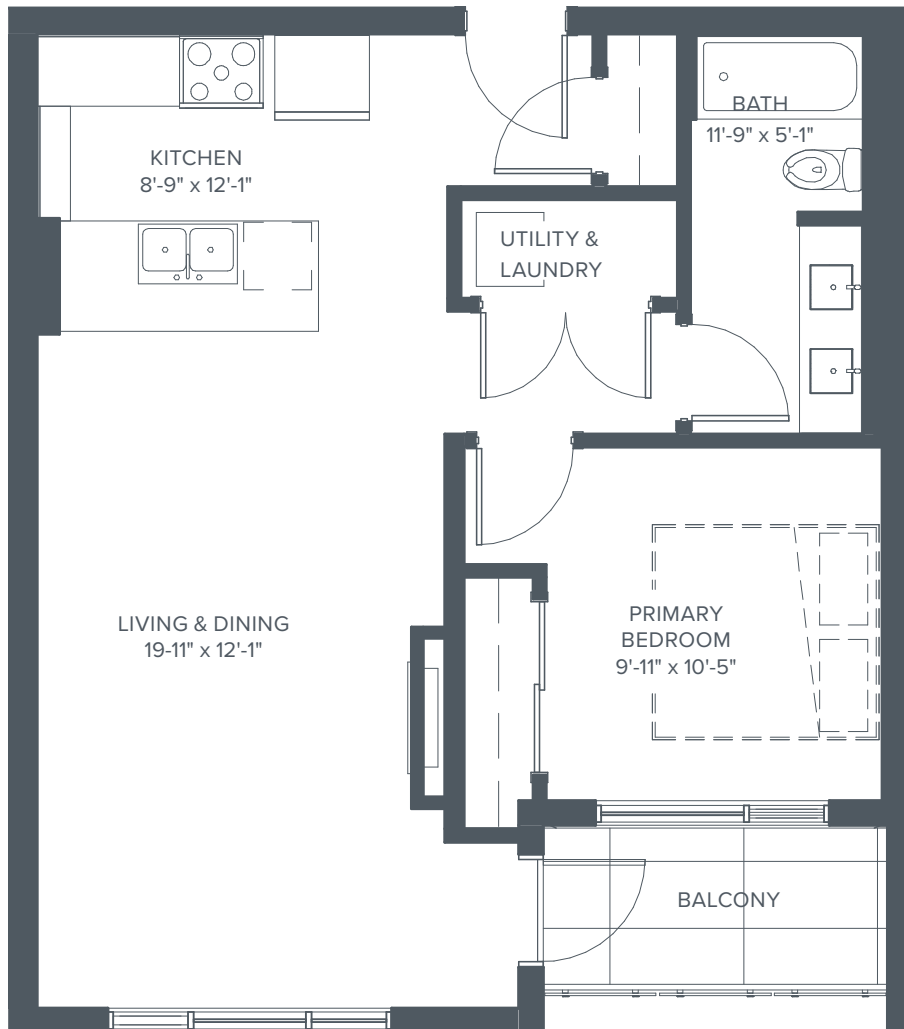 BATH
11'-9" x 5'-1"
KITCHEN
8'-9" x 12'-1"
UTILITY &
LAUNDRY
LIVING & DINING
19-11" x 12'-1"
PRIMARY
BEDROOM
9'-11" x 10'-5"
BALCONY